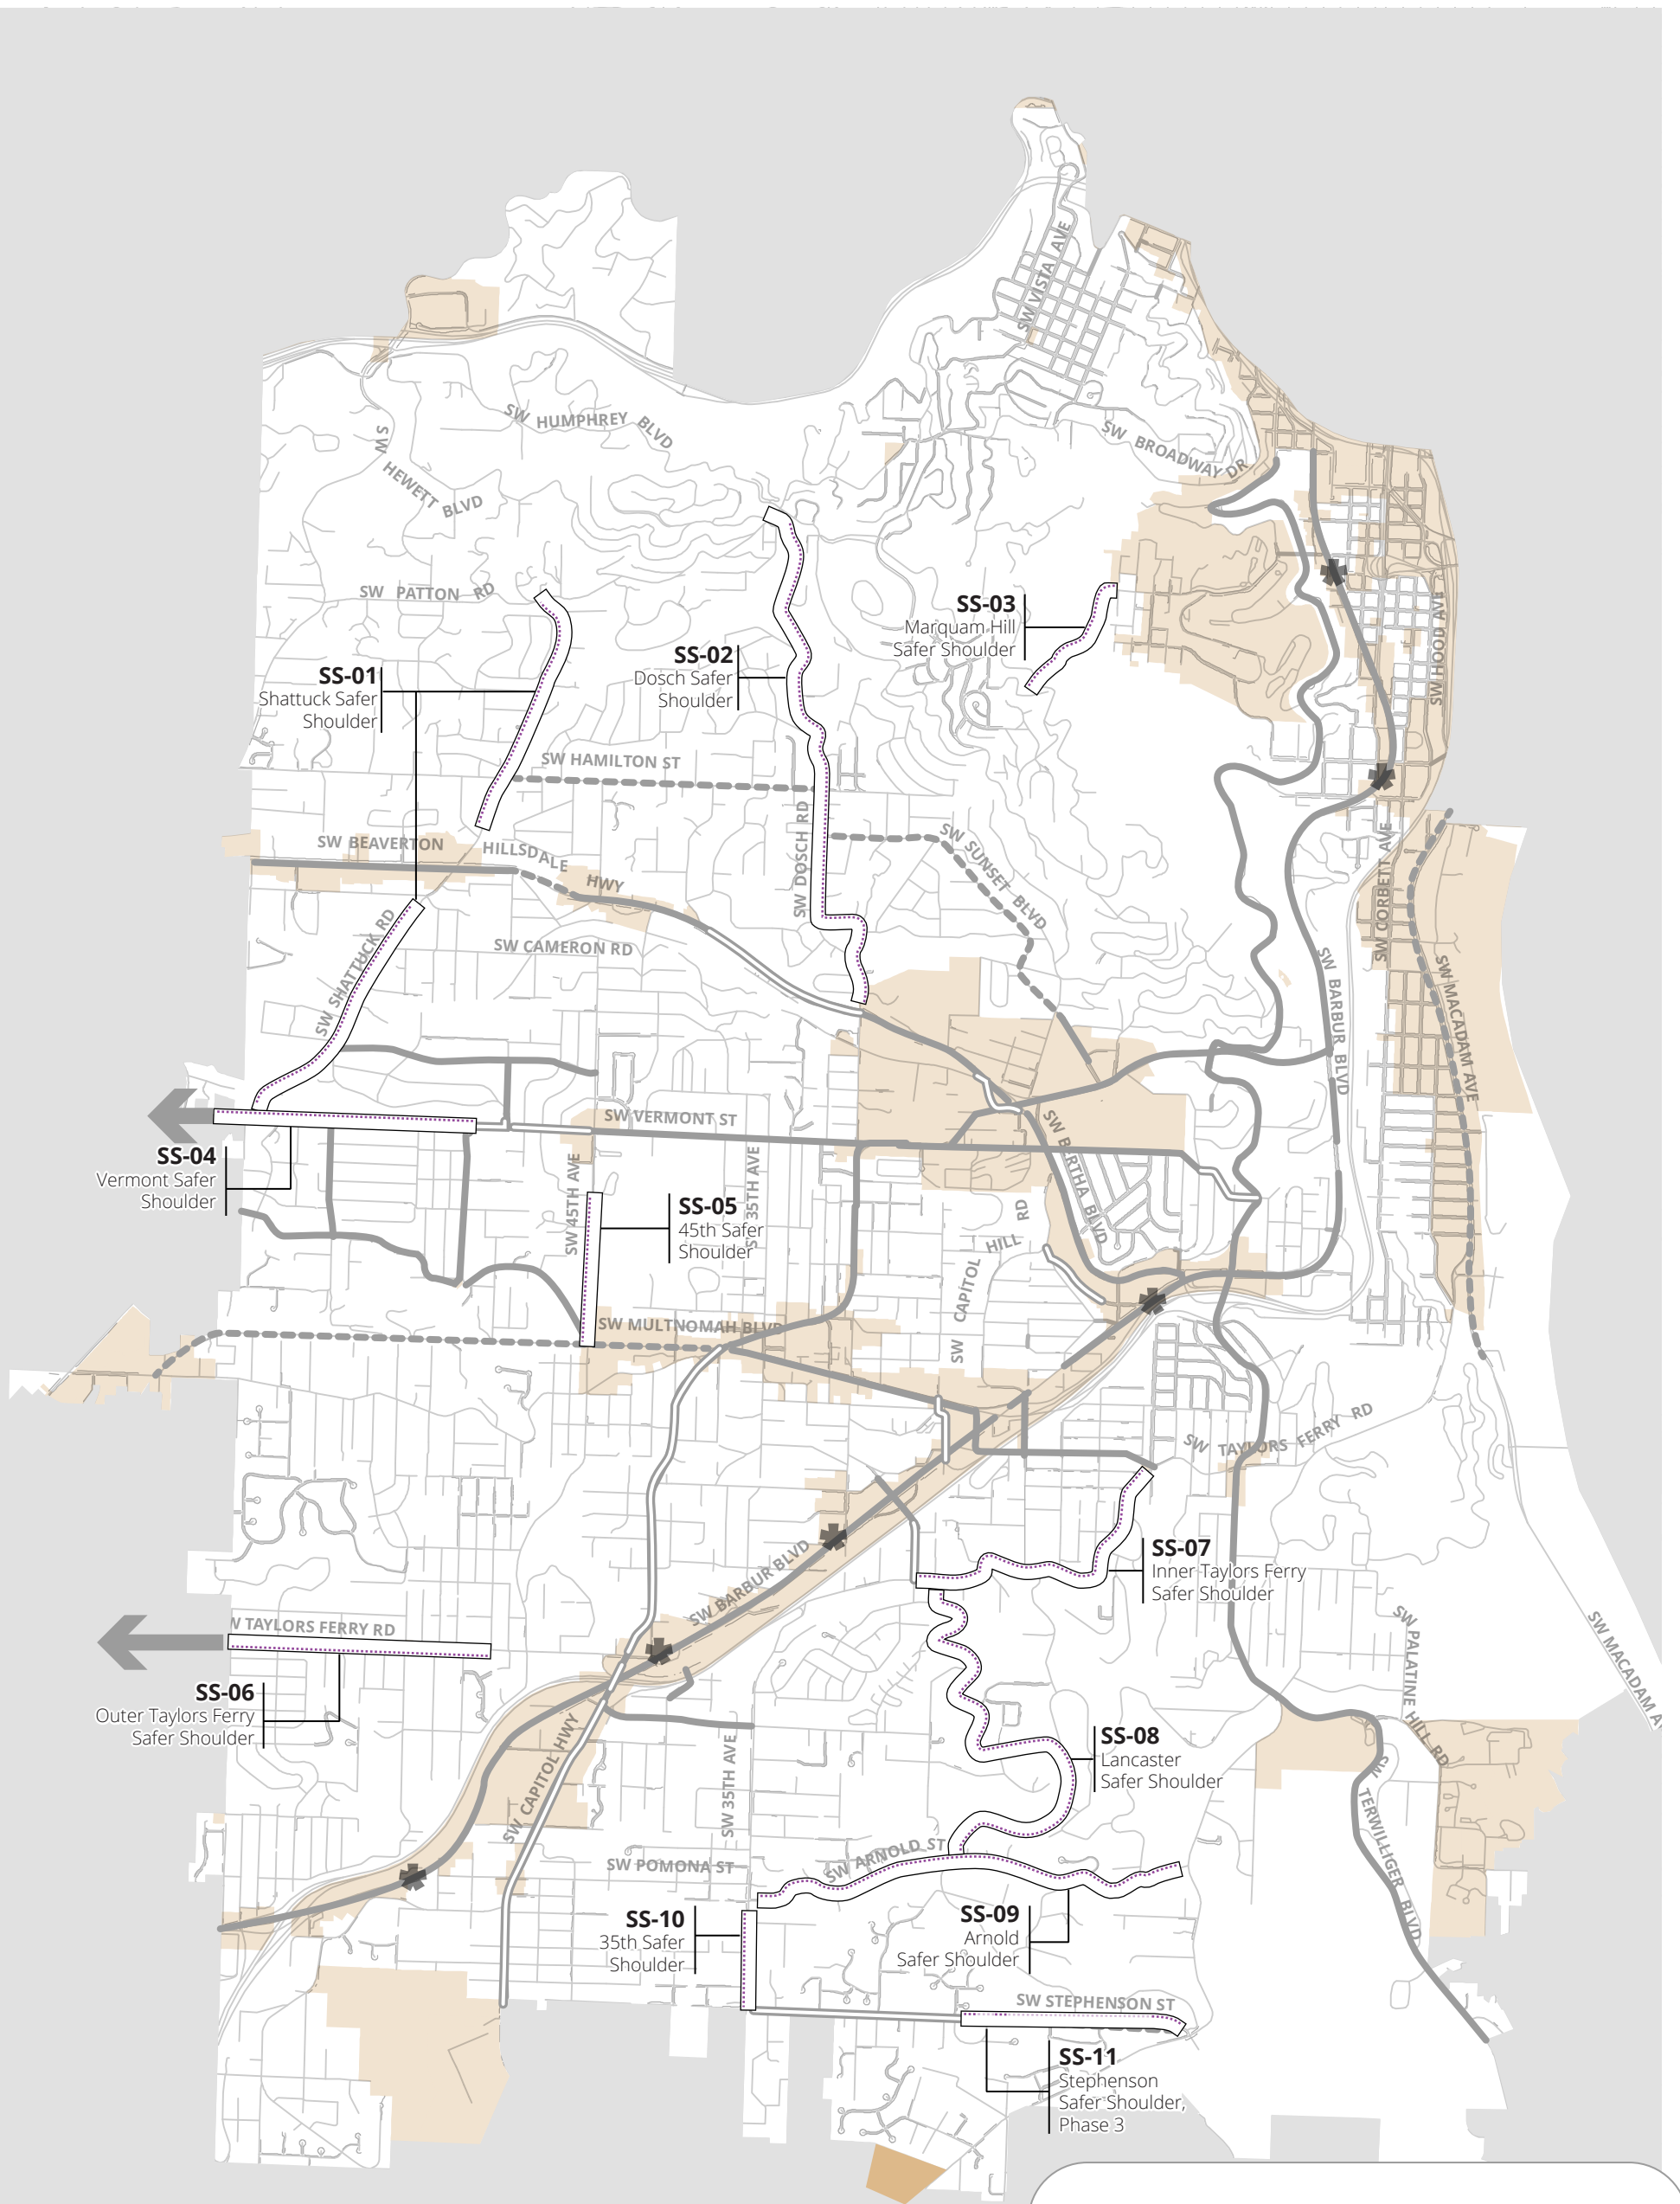 SW VISTA AVE
SW HUMPHREY BLVD
SW BROADWAY DR
SW HEWETT BLVD
SW PATTON RD
SW HOOD AVE
SS-03
Marquam Hill
Safer Shoulder
SS-02
Dosch Safer
Shoulder
SS-01
Shattuck Safer
Shoulder
SW HAMILTON ST
SW DOSCH RD
SW SUNSET BLVD
SW BEAVERTON HILLSDALE HWY
SW CORBETT AVE
SW SHATTUCK RD
SW CAMERON RD
SW BARBUR BLVD
SW MACADAM AVE
SW VERMONT ST
SW BERTHA BLVD
SS-04
Vermont Safer
Shoulder
SW 45TH AVE
SW 35TH AVE
SS-05
45th Safer
Shoulder
SW CAPITOL HILL RD
SW MULTNOMAH BLVD
SW TAYLORS FERRY RD
SS-07
Inner Taylors Ferry
Safer Shoulder
SW BARBUR BLVD
W TAYLORS FERRY RD
SS-06
Outer Taylors Ferry
Safer Shoulder
SW PALATINE HILL RD
SW MACADAM A
SW CAPITOL HWY
SW 35TH AVE
SS-08
Lancaster
Safer Shoulder
SW TERWILLIGER BLVD
SW POMONA ST
SW ARNOLD ST
SS-10
35th Safer
Shoulder
SS-09
Arnold
Safer Shoulder
SW STEPHENSON ST
SS-11
Stephenson
Safer Shoulder,
Phase 3